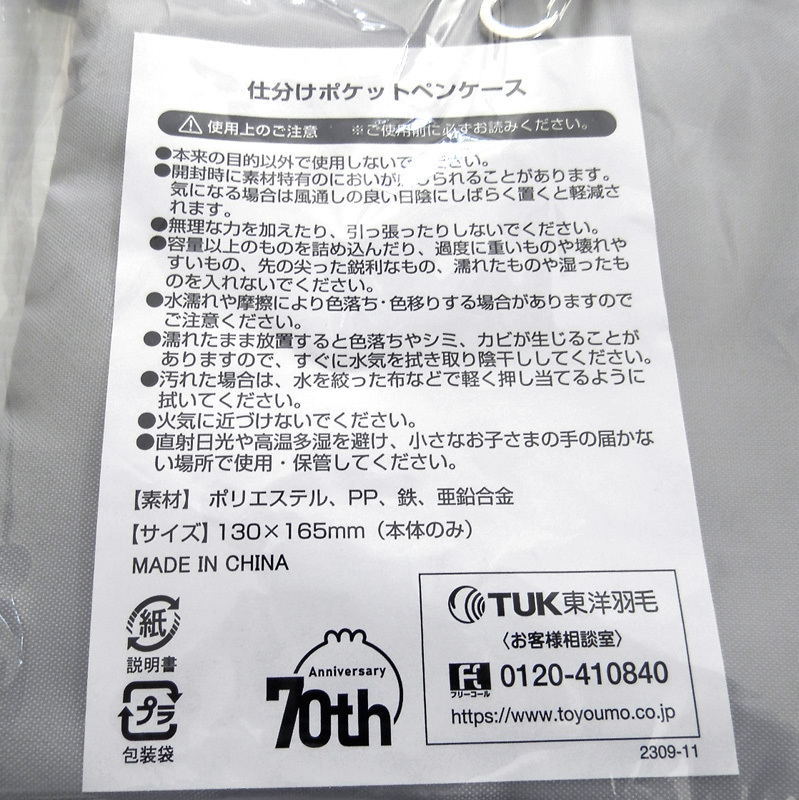 仕分けポケットペンケース
使用上のご注意 ※ご使用前に必ずお読みください。
●本来の目的以外で使用しないで ください。
●開封時に素材特有のにおいが じられることがあります。
気になる場合は風通しの良い日陰にしばらく置くと軽減さ
れます。
●無理な力を加えたり、引っ張ったりしないでください。
●容量以上のものを詰め込んだり、過度に重いものや壊れや
すいもの、先の尖った鋭利なもの、濡れたものや湿ったも
のを入れないでください。
●水濡れや摩擦により色落ち・色移りする場合がありますので
ご注意ください。
●濡れたまま放置すると色落ちやシミ、カビが生じることが
ありますので、すぐに水気を拭き取り陰干ししてください。
●汚れた場合は、水を絞った布などで軽く押し当てるように
拭いてください。
●火気に近づけないでください。
●直射日光や高温多湿を避け、小さなお子さまの手の届かな
い場所で使用・保管してください。
【素材】 ポリエステル、PP、鉄、亜鉛合金
【サイズ】130×165mm（本体のみ）
MADE IN CHINA
紙
説明書
プラ
包装袋
Anniversary
70th
TUK東洋羽毛
〈お客様相談室〉
フリーコール 0120-410840
https://www.toyoumo.co.jp
2309-11